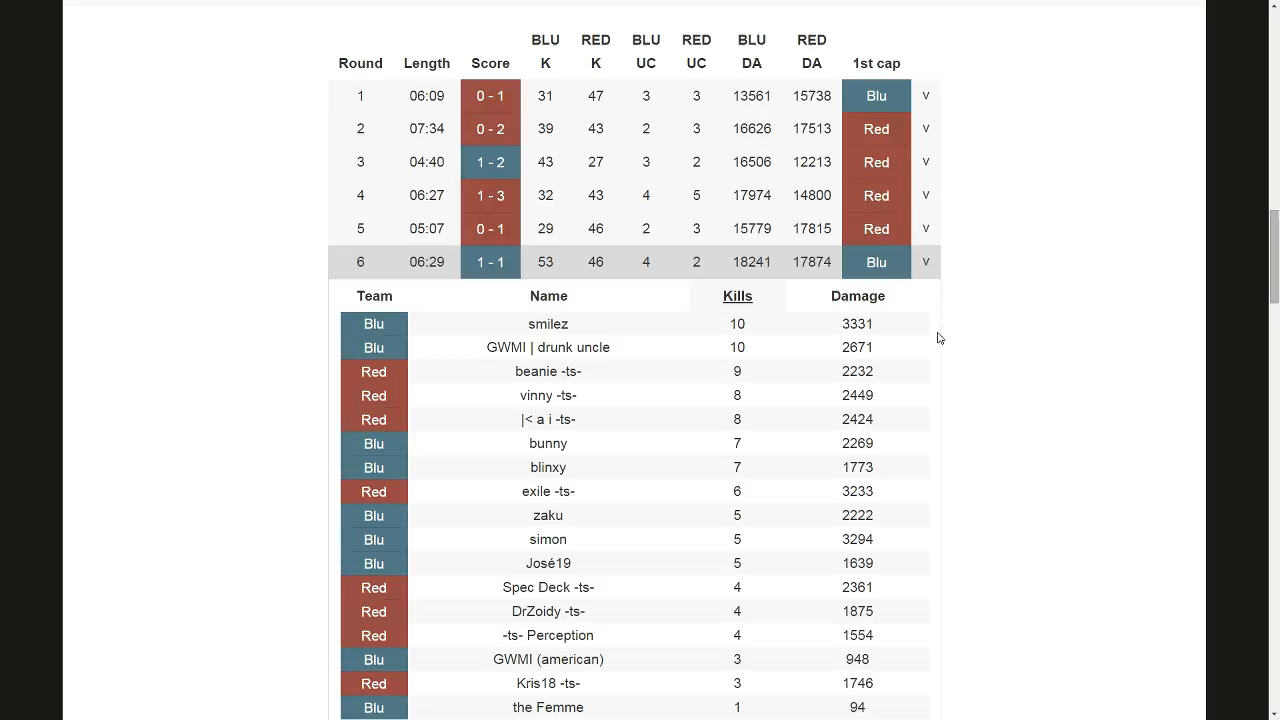 BLU RED BLU RED BLU RED
Round Length Score K K UC UC DA DA 1st cap
1 06:09 0 - 1 31 47 3 3 13561 15738 Blu v
2 07:34 0 - 2 39 43 2 3 16626 17513 Red v
3 04:40 1 - 2 43 27 3 2 16506 12213 Red v
4 06:27 1 - 3 32 43 4 5 17974 14800 Red v
5 05:07 0 - 1 29 46 2 3 15779 17815 Red v
6 06:29 1 - 1 53 46 4 2 18241 17874 Blu v
Team Name Kills Damage
Blu smilez 10 3331
Blu GWMI | drunk uncle 10 2671
Red beanie -ts- 9 2232
Red vinny -ts- 8 2449
Red |< a i -ts- 8 2424
Blu bunny 7 2269
Blu blinxy 7 1773
Red exile -ts- 6 3233
Blu zaku 5 2222
Blu simon 5 3294
Blu José19 5 1639
Red Spec Deck -ts- 4 2361
Red DrZoidy -ts- 4 1875
Red -ts- Perception 4 1554
Blu GWMI (american) 3 948
Red Kris18 -ts- 3 1746
Blu the Femme 1 94